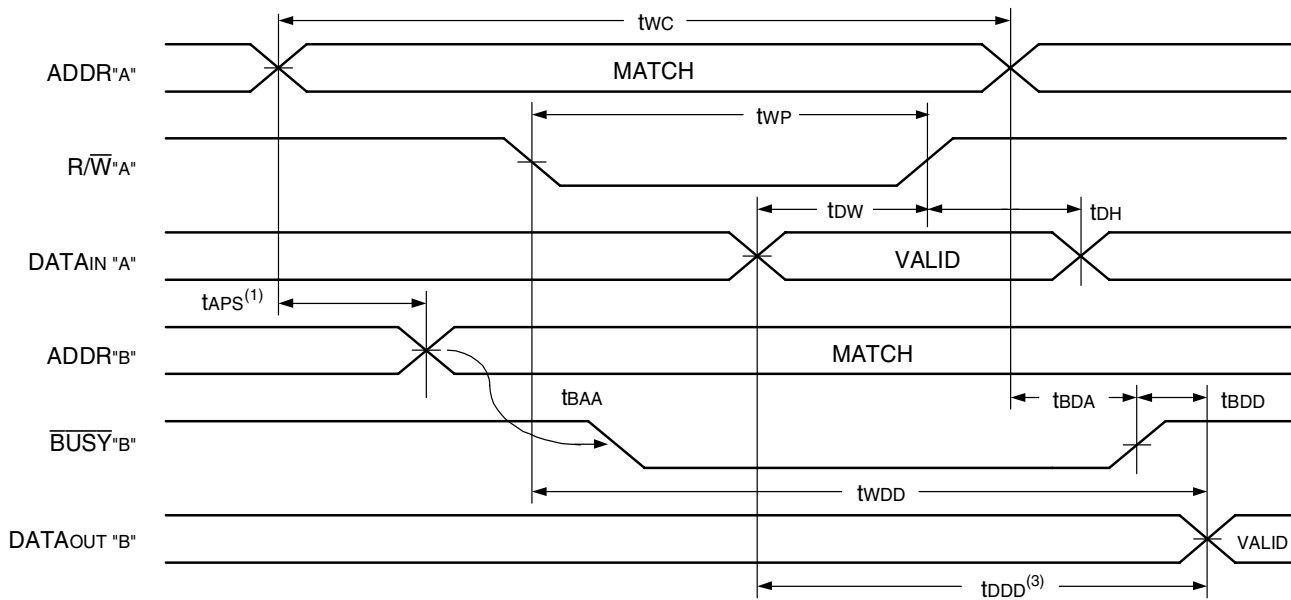 tWC
ADDR"A" MATCH
tWP
R/W̅"A"
tDW tDH
DATAIN "A" VALID
tAPS(1)
ADDR"B" MATCH
tBAA tBDA tBDD
B̅U̅S̅Y̅"B"
tWDD
DATAOUT "B" VALID
tDDD(3)